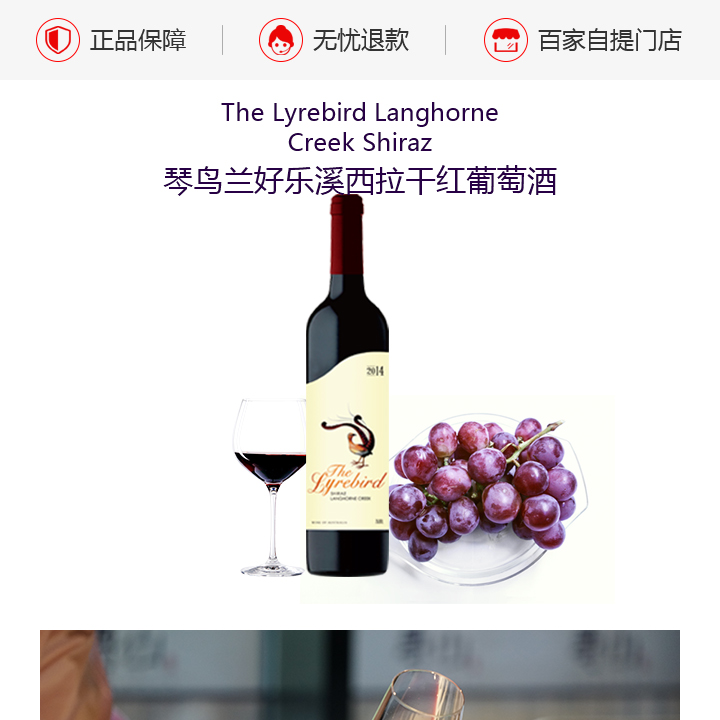 正品保障
无忧退款
百家自提门店
The Lyrebird Langhorne
Creek Shiraz
琴鸟兰好乐溪西拉干红葡萄酒
2014
The
Lyrebird
SHIRAZ
LANGHORNE CREEK